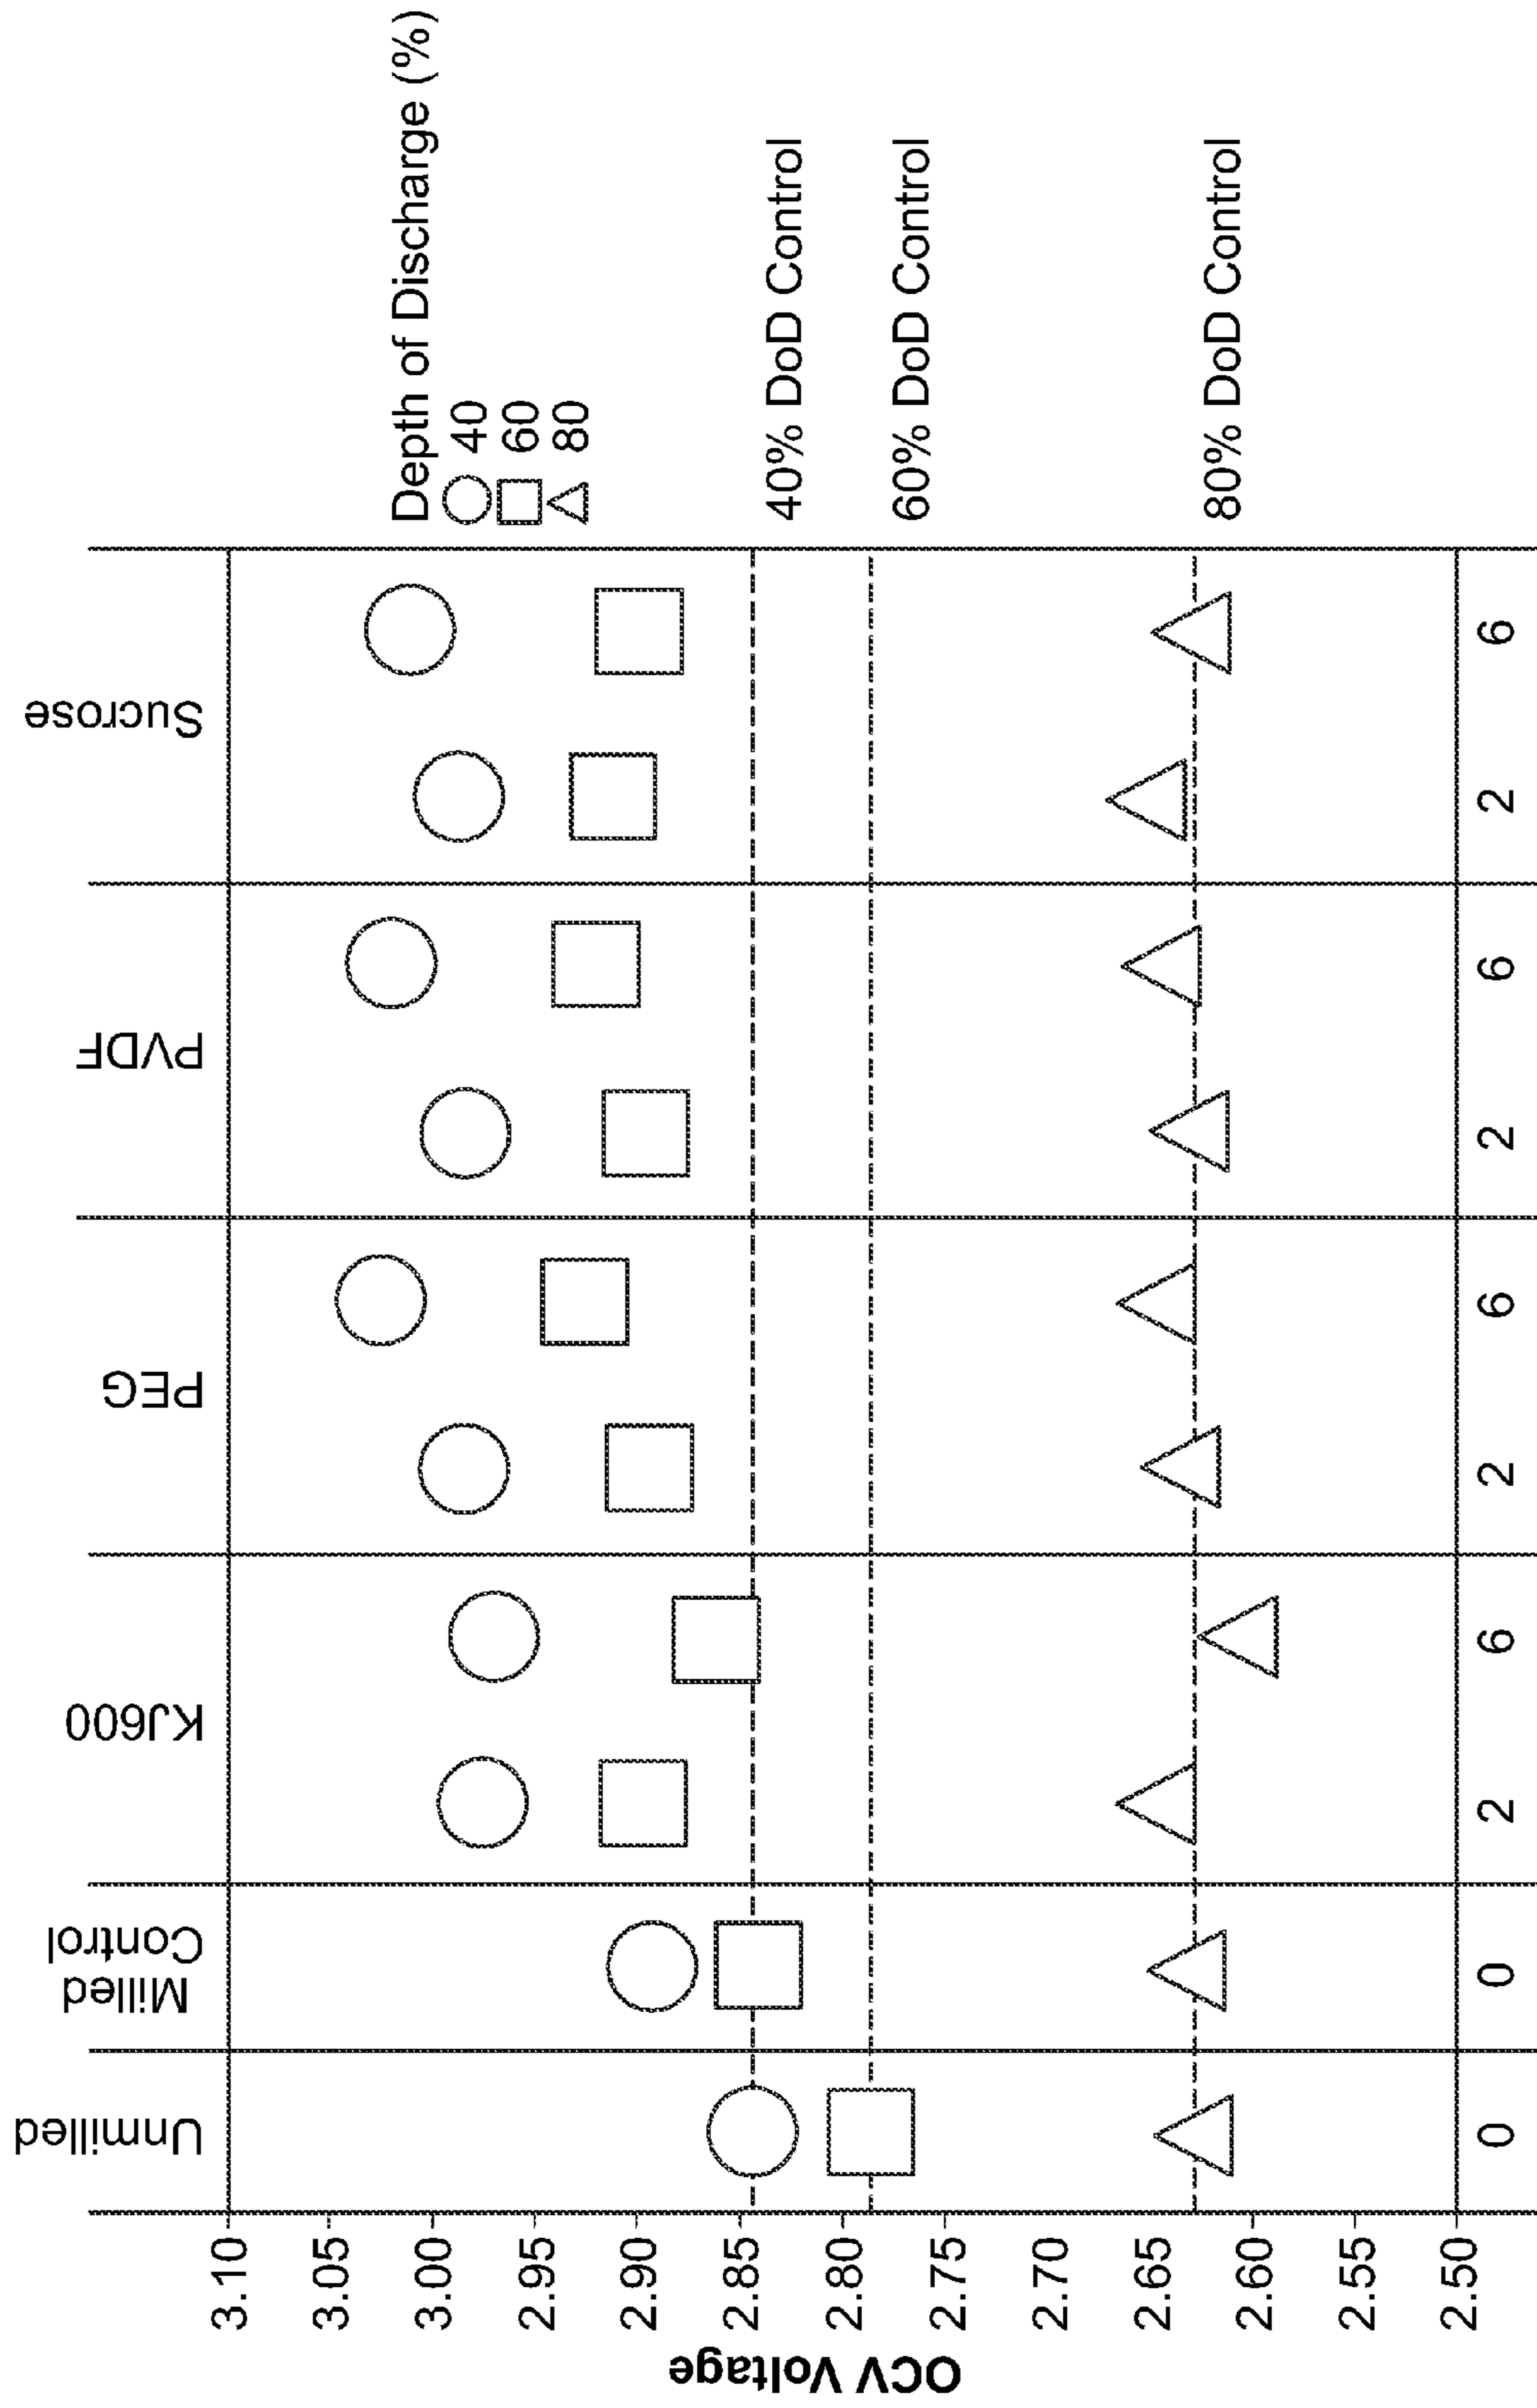 Unmilled
Milled
Control
KJ600
PEG
PVDF
Sucrose
OCV Voltage
3.10
3.05
3.00
2.95
2.90
2.85
2.80
2.75
2.70
2.65
2.60
2.55
2.50
0
0
2
6
2
6
2
6
2
6
Depth of Discharge (%)
40
60
80
40% DoD Control
60% DoD Control
80% DoD Control